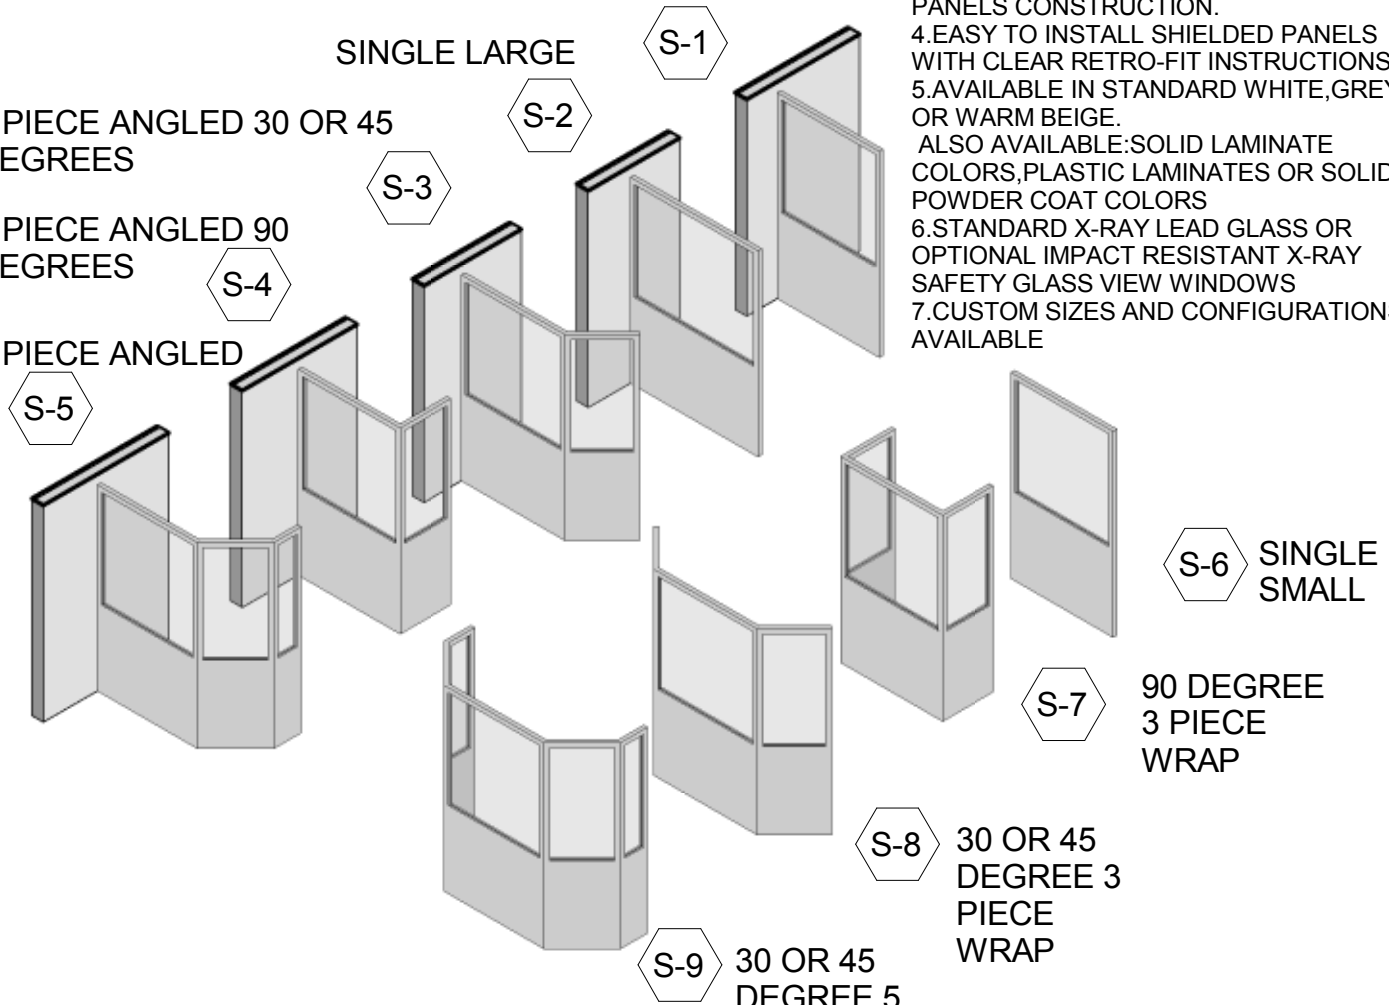 PANELS CONSTRUCTION.
4.EASY TO INSTALL SHIELDED PANELS
WITH CLEAR RETRO-FIT INSTRUCTIONS
5.AVAILABLE IN STANDARD WHITE,GREY
OR WARM BEIGE.
ALSO AVAILABLE:SOLID LAMINATE
COLORS,PLASTIC LAMINATES OR SOLID
POWDER COAT COLORS
6.STANDARD X-RAY LEAD GLASS OR
OPTIONAL IMPACT RESISTANT X-RAY
SAFETY GLASS VIEW WINDOWS
7.CUSTOM SIZES AND CONFIGURATION
AVAILABLE
S-1
SINGLE LARGE
S-2
PIECE ANGLED 30 OR 45
EGREES
S-3
PIECE ANGLED 90
EGREES
S-4
PIECE ANGLED
S-5
S-6
SINGLE
SMALL
S-7
90 DEGREE
3 PIECE
WRAP
S-8
30 OR 45
DEGREE 3
PIECE
WRAP
S-9
30 OR 45
DEGREE 5